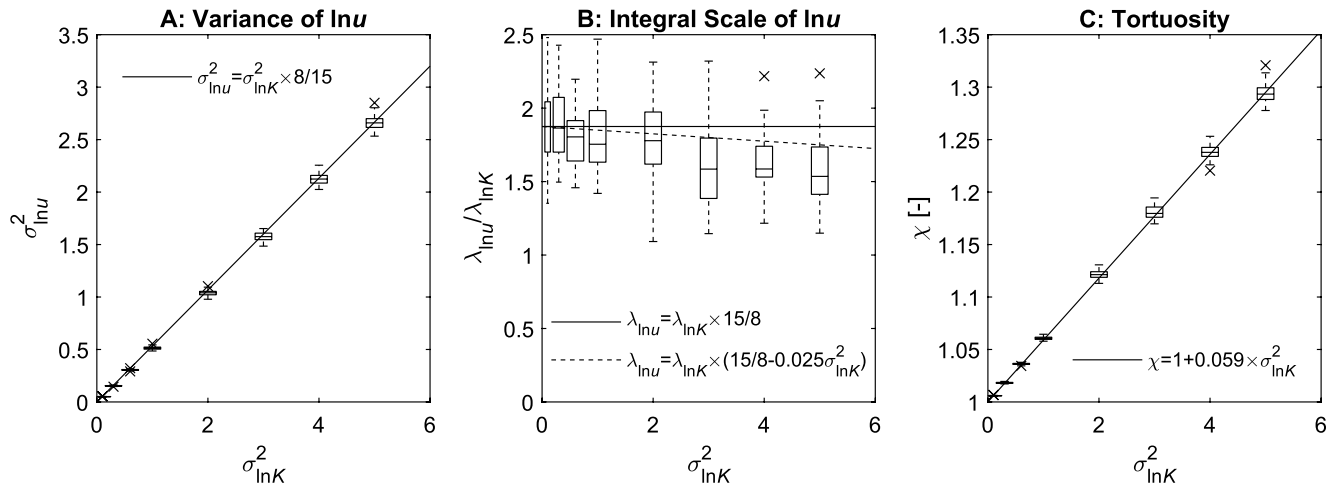 A: Variance of lnu
σ²lnu=σ²lnK×8/15
3.5
3
2.5
2
1.5
1
0.5
0
0 2 4 6
σ²lnu
σ²lnK
B: Integral Scale of lnu
2.5
2
1.5
1
0.5
0
0 2 4 6
λlnu/λlnK
λlnu=λlnK×15/8
λlnu=λlnK×(15/8-0.025σ²lnK)
σ²lnK
C: Tortuosity
1.35
1.3
1.25
1.2
1.15
1.1
1.05
1
0 2 4 6
χ [-]
χ=1+0.059×σ²lnK
σ²lnK